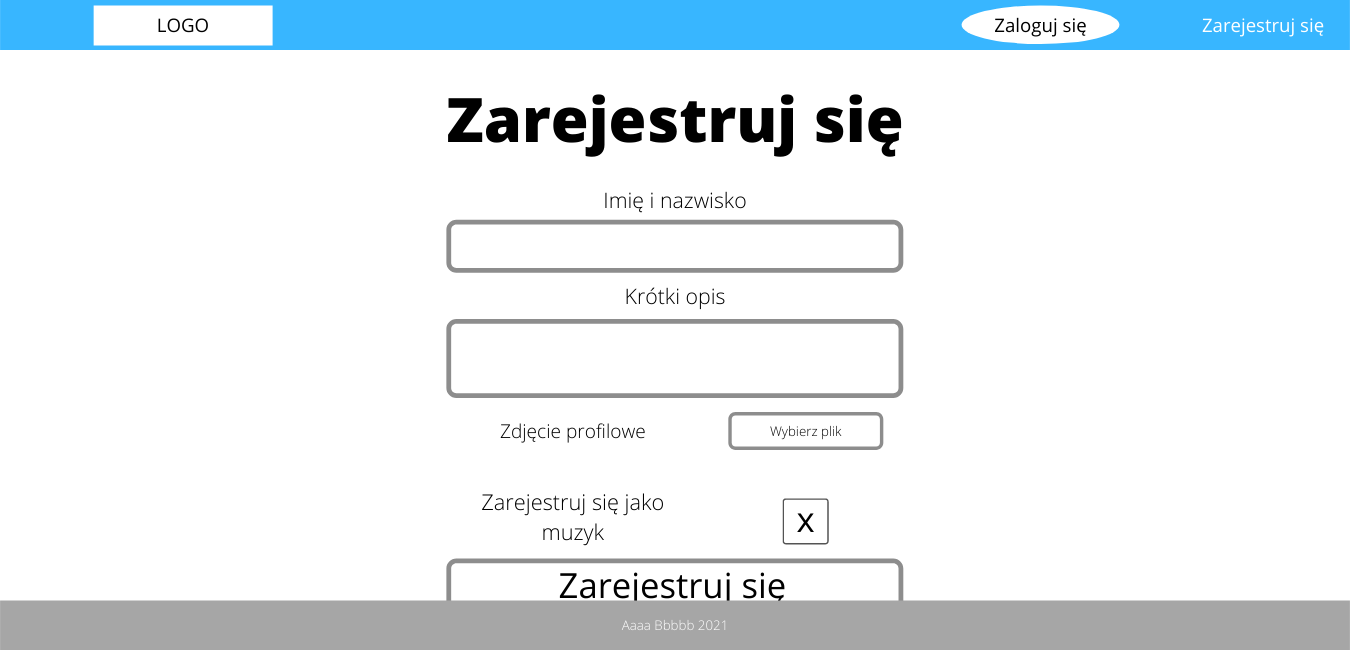 LOGO
Zaloguj się
Zarejestruj się
Zarejestruj się
Imię i nazwisko
Krótki opis
Zdjęcie profilowe
Wybierz plik
Zarejestruj się jako
muzyk
X
Zarejestruj się
Aaaa Bbbbb 2021